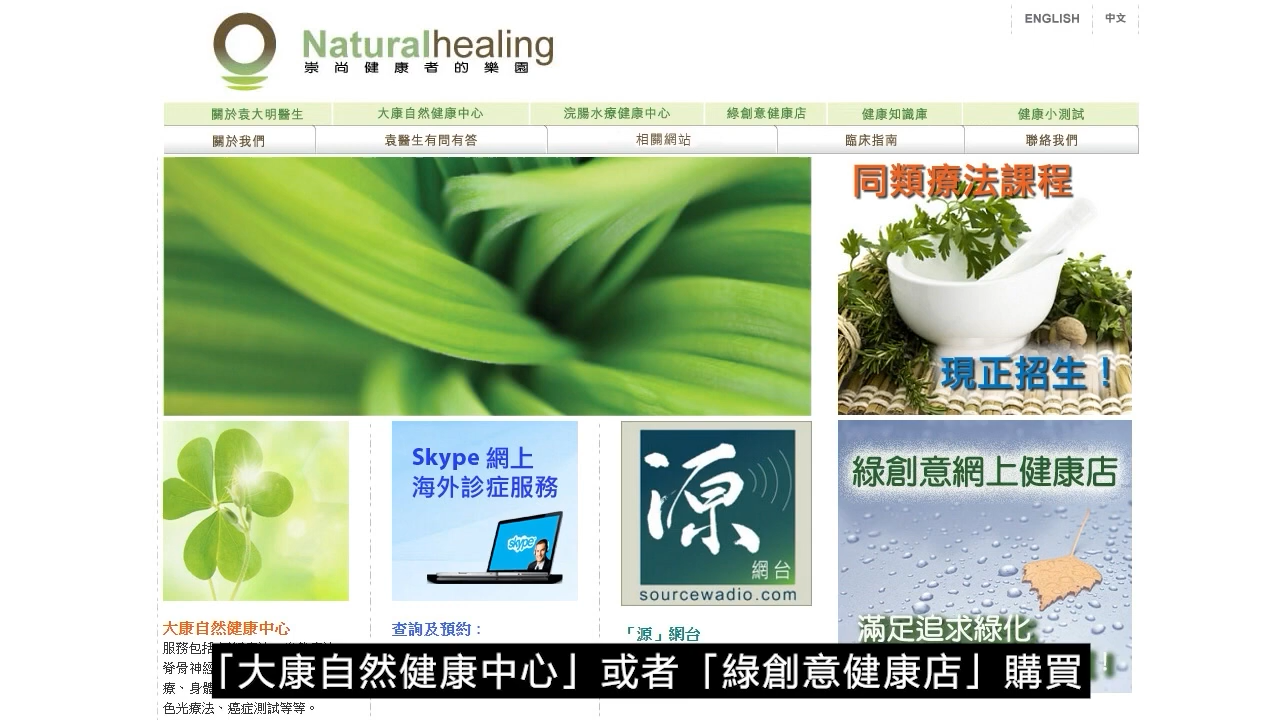 ENGLISH 中文
Naturalhealing
崇尚健康者的樂園
關於袁大明醫生 大康自然健康中心 浣腸水療健康中心 綠創意健康店 健康知識庫 健康小測試
關於我們 袁醫生有問有答 相關網站 臨床指南 聯絡我們
同類療法課程
現正招生！
Skype 網上
海外診症服務
skype
源
網台
sourcewadio.com
綠創意網上健康店
滿足追求綠化
大康自然健康中心
查詢及預約：
「源」網台
服務包括
脊骨神經
療、身體
色光療法、癌症測試等等。
「大康自然健康中心」或者「綠創意健康店」購買